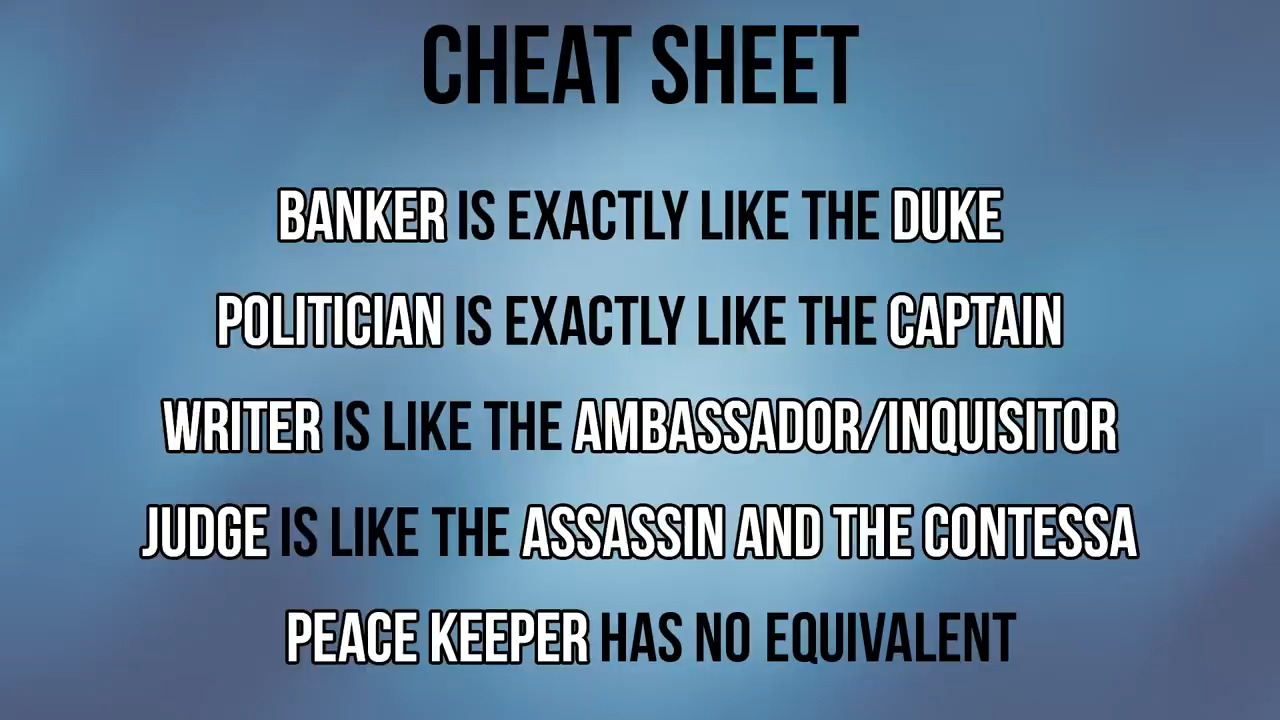 CHEAT SHEET
BANKER IS EXACTLY LIKE THE DUKE
POLITICIAN IS EXACTLY LIKE THE CAPTAIN
WRITER IS LIKE THE AMBASSADOR/INQUISITOR
JUDGE IS LIKE THE ASSASSIN AND THE CONTESSA
PEACE KEEPER HAS NO EQUIVALENT